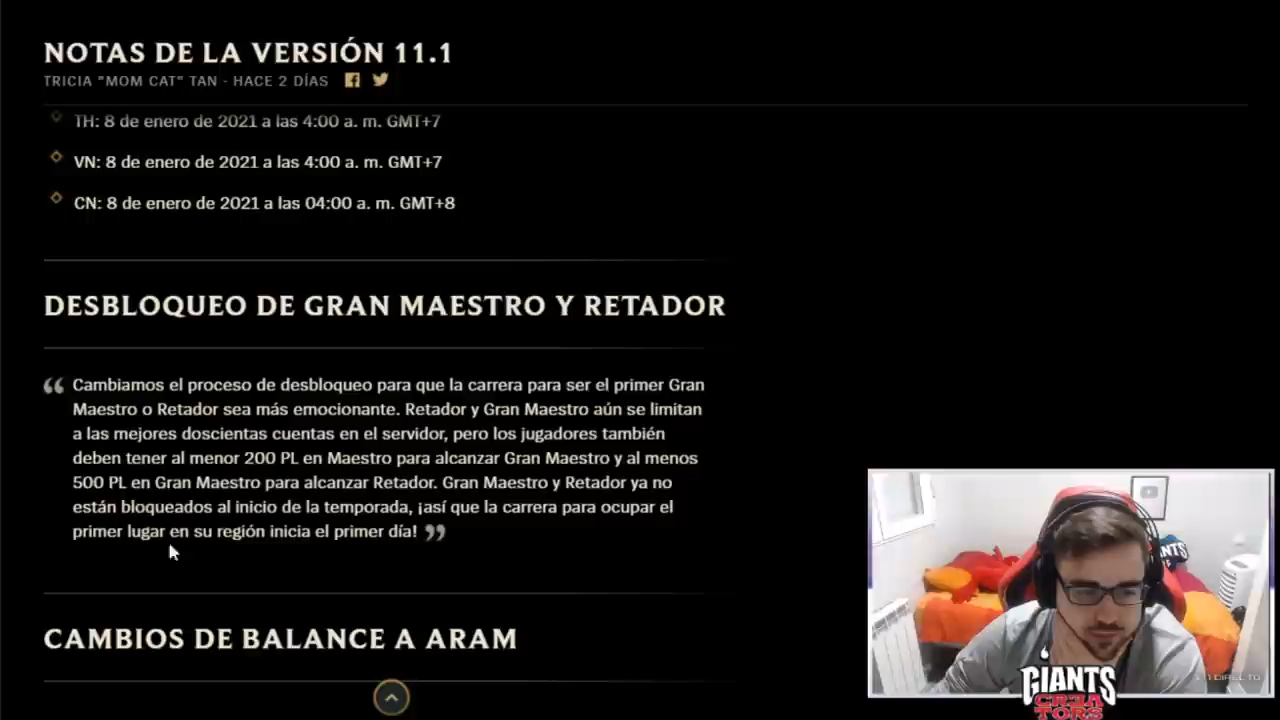 NOTAS DE LA VERSIÓN 11.1
TRICIA "MOM CAT" TAN - HACE 2 DÍAS
TH: 8 de enero de 2021 a las 4:00 a. m. GMT+7
VN: 8 de enero de 2021 a las 4:00 a. m. GMT+7
CN: 8 de enero de 2021 a las 04:00 a. m. GMT+8
DESBLOQUEO DE GRAN MAESTRO Y RETADOR
“ Cambiamos el proceso de desbloqueo para que la carrera para ser el primer Gran
Maestro o Retador sea más emocionante. Retador y Gran Maestro aún se limitan
a las mejores doscientas cuentas en el servidor, pero los jugadores también
deben tener al menor 200 PL en Maestro para alcanzar Gran Maestro y al menos
500 PL en Gran Maestro para alcanzar Retador. Gran Maestro y Retador ya no
están bloqueados al inicio de la temporada, ¡así que la carrera para ocupar el
primer lugar en su región inicia el primer día! ”
CAMBIOS DE BALANCE A ARAM
GIANTS
CREATORS